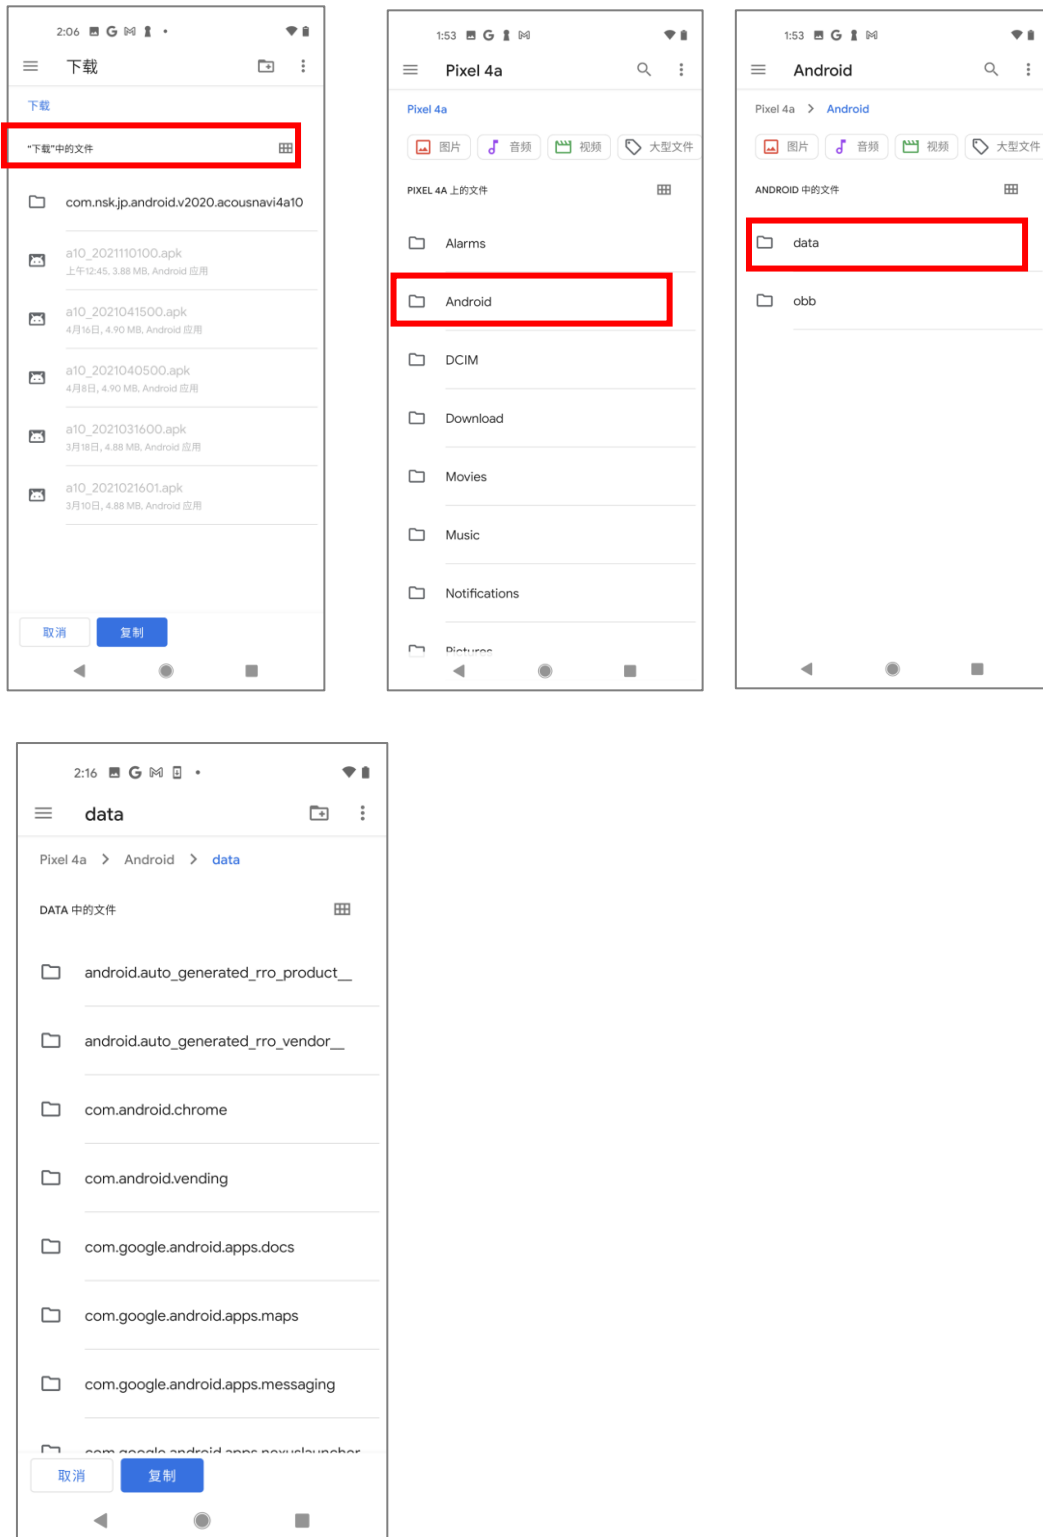 2:06
下载
下载
"下载"中的文件
com.nsk.jp.android.v2020.acousnavi4a10
a10_2021110100.apk
上午12:45, 3.88 MB, Android 应用
a10_2021041500.apk
4月16日, 4.90 MB, Android 应用
a10_2021040500.apk
4月8日, 4.90 MB, Android 应用
a10_2021031600.apk
3月18日, 4.88 MB, Android 应用
a10_2021021601.apk
3月10日, 4.88 MB, Android 应用
取消 复制
1:53
Pixel 4a
Pixel 4a
图片 音频 视频 大型文件
PIXEL 4A 上的文件
Alarms
Android
DCIM
Download
Movies
Music
Notifications
Pictures
1:53
Android
Pixel 4a > Android
图片 音频 视频 大型文件
ANDROID 中的文件
data
obb
2:16
data
Pixel 4a > Android > data
DATA 中的文件
android.auto_generated_rro_product__
android.auto_generated_rro_vendor__
com.android.chrome
com.android.vending
com.google.android.apps.docs
com.google.android.apps.maps
com.google.android.apps.messaging
com.google.android.apps.nexuslauncher
取消 复制